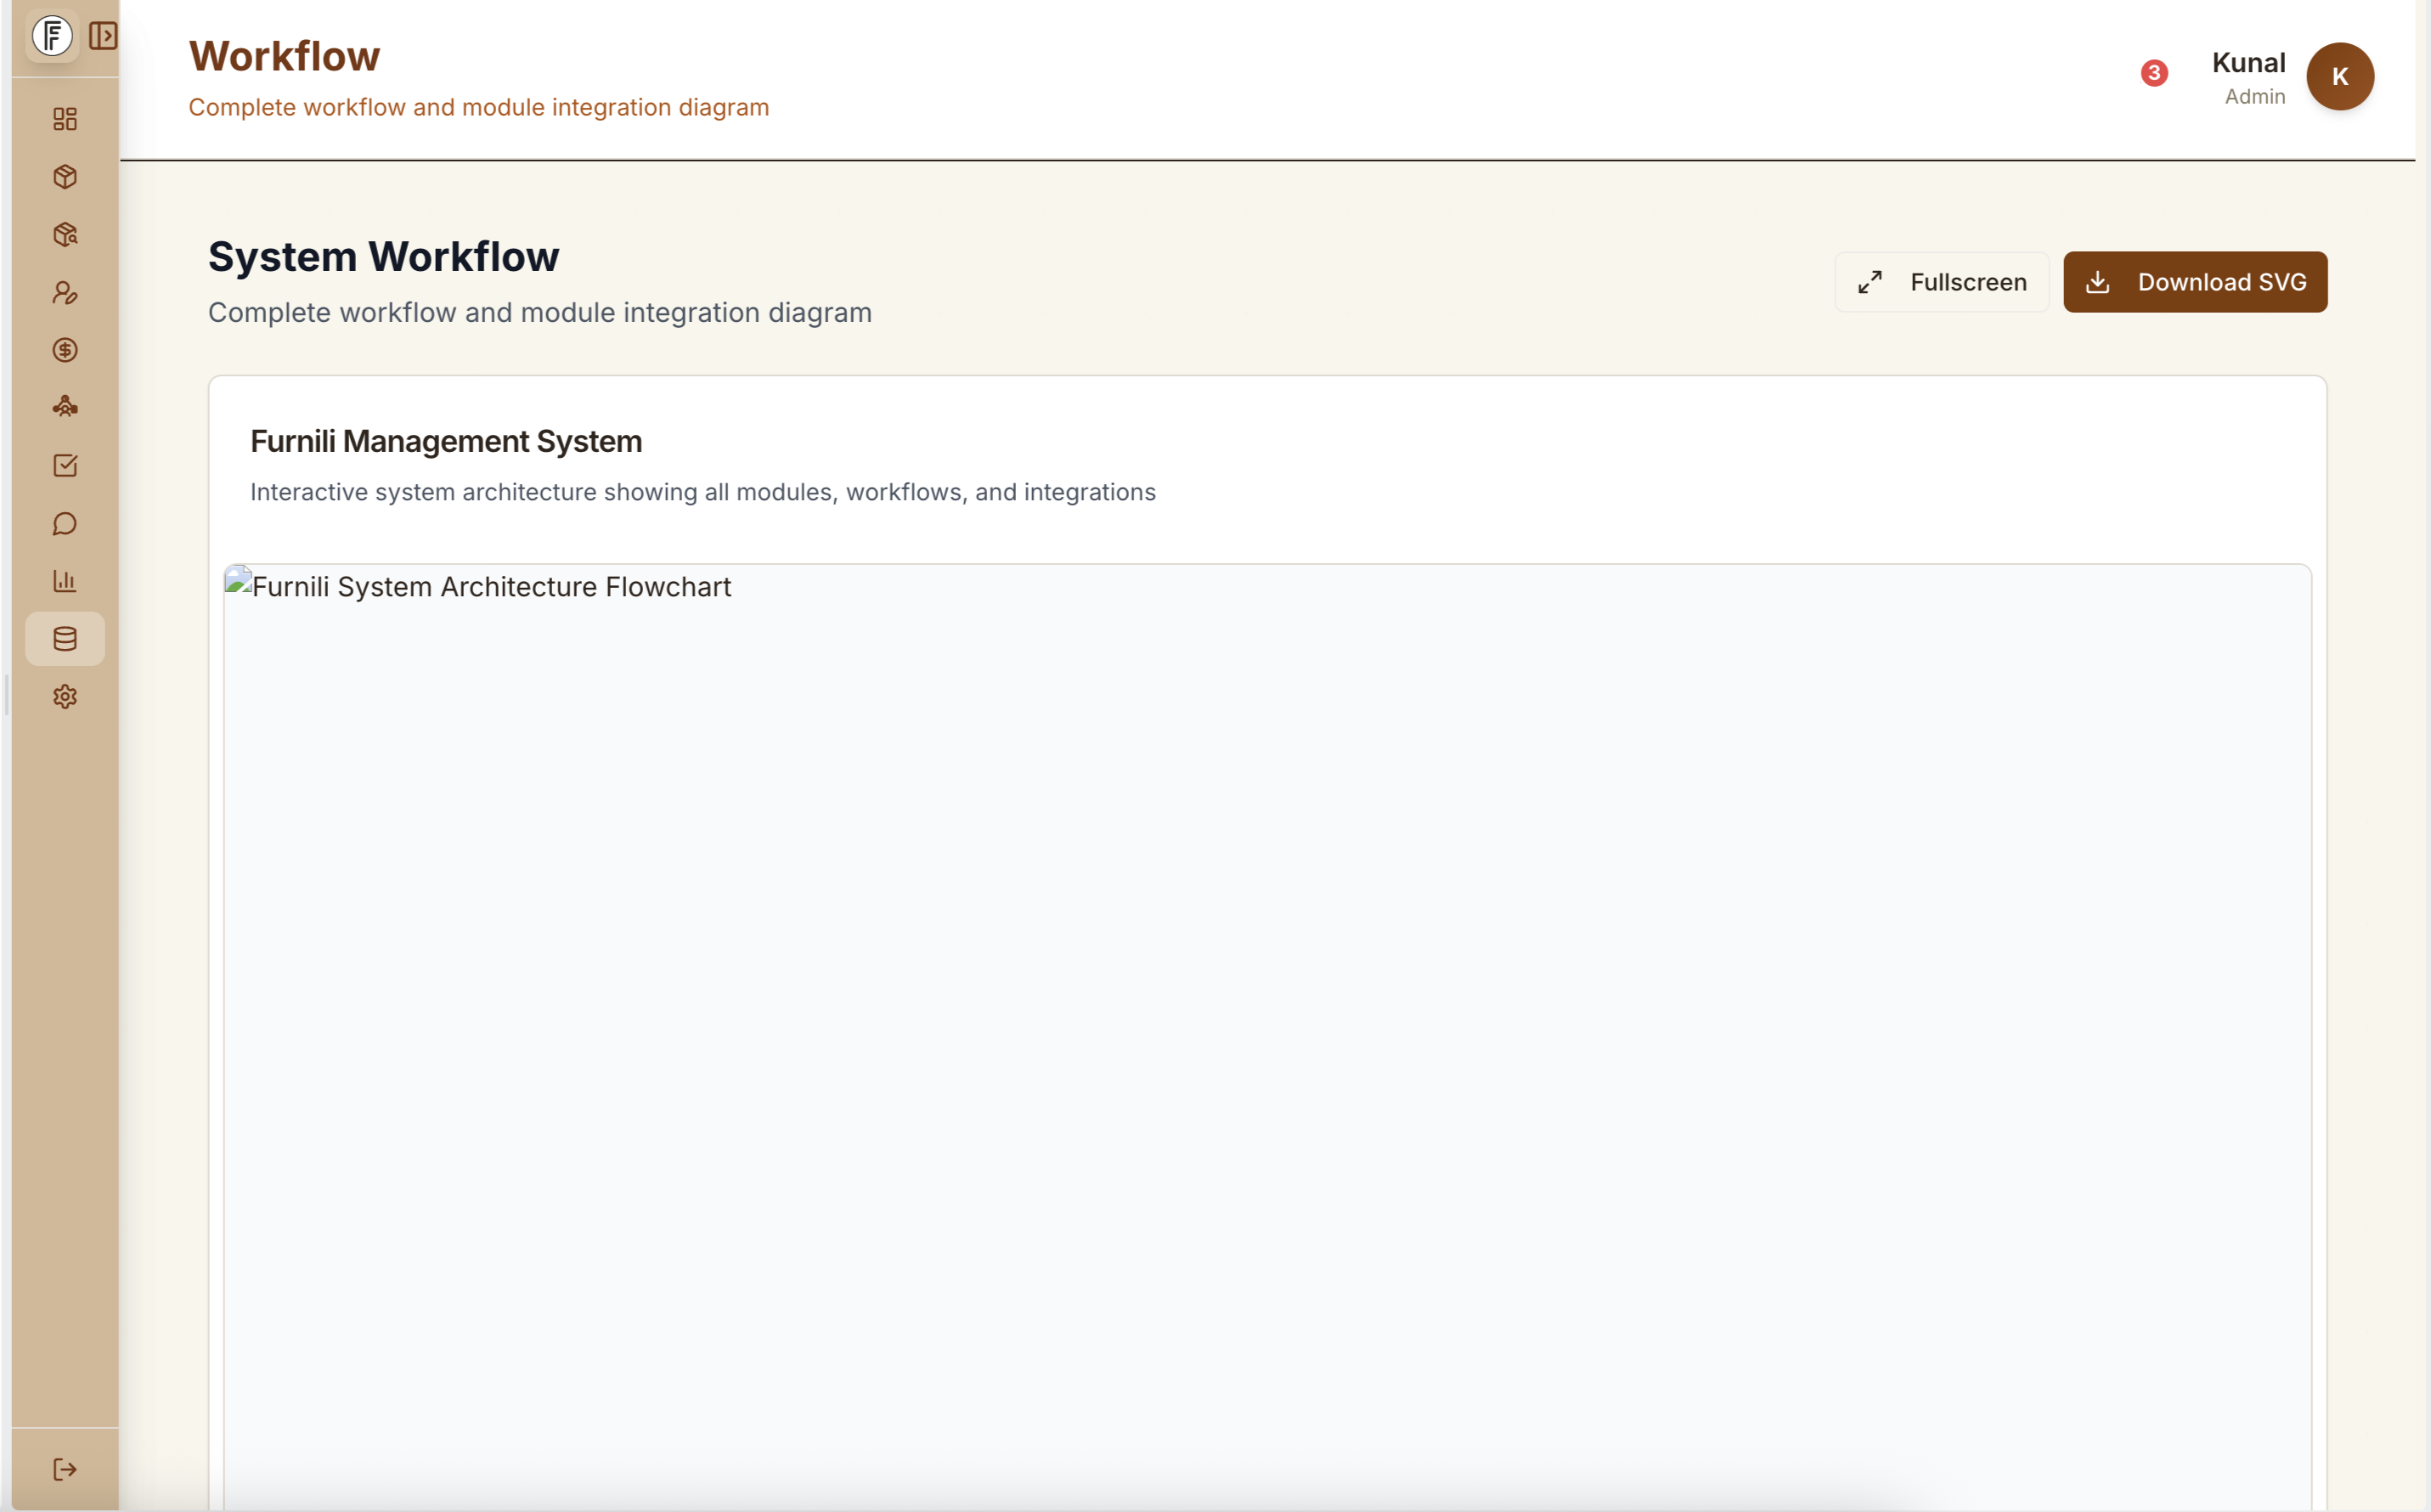 Workflow
Complete workflow and module integration diagram
3
Kunal
Admin
K
System Workflow
Complete workflow and module integration diagram
Fullscreen
Download SVG
Furnili Management System
Interactive system architecture showing all modules, workflows, and integrations
Furnili System Architecture Flowchart